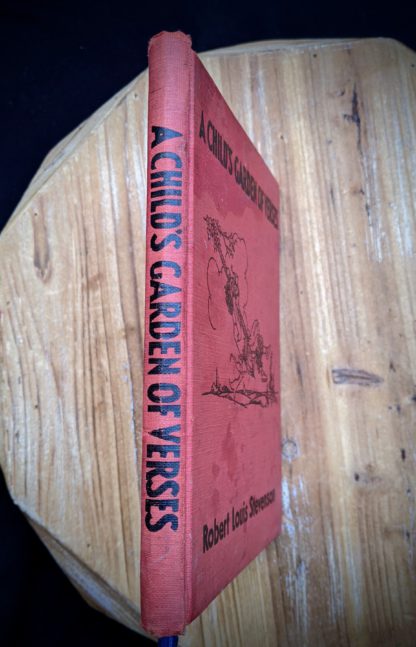 A CHILD'S GARDEN OF VERSES
A CHILD'S GARDEN OF VERSES
Robert Louis Stevenson